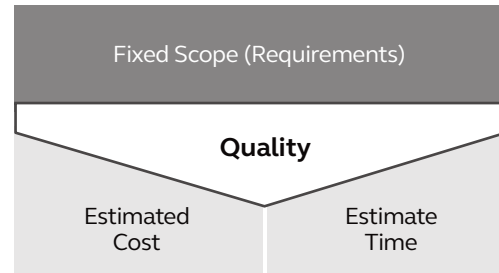 Fixed Scope (Requirements)
Quality
Estimated
Cost
Estimate
Time